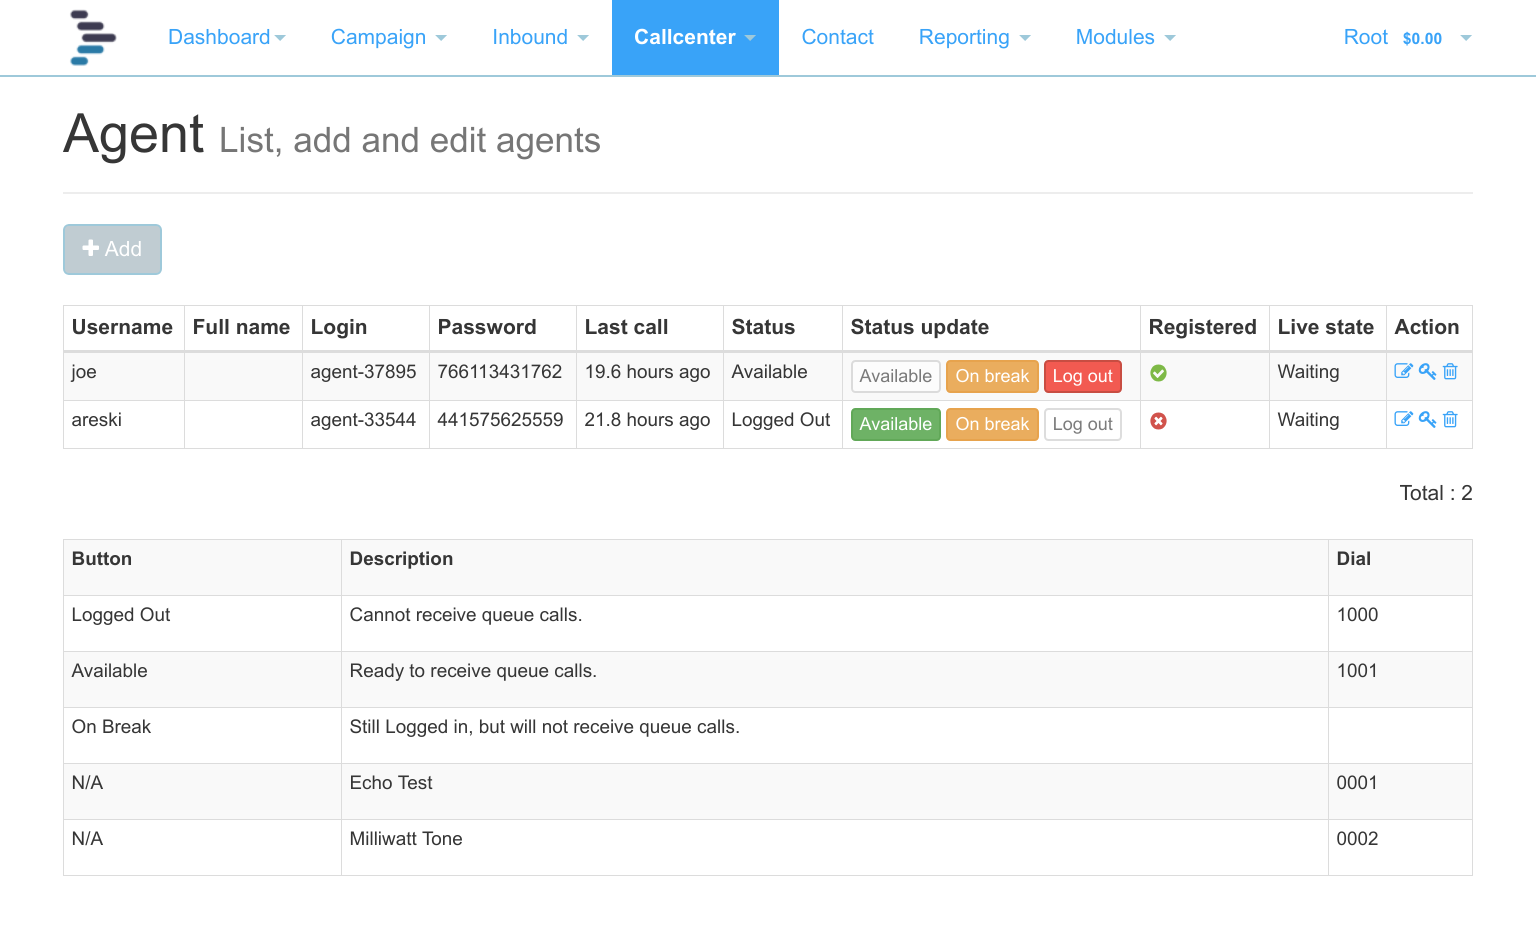 Dashboard Campaign Inbound Callcenter Contact Reporting Modules Root $0.00
Agent List, add and edit agents
Add
Username Full name Login Password Last call Status Status update Registered Live state Action
joe agent-37895 766113431762 19.6 hours ago Available Available On break Log out Waiting
areski agent-33544 441575625559 21.8 hours ago Logged Out Available On break Log out Waiting
Total : 2
Button Description Dial
Logged Out Cannot receive queue calls. 1000
Available Ready to receive queue calls. 1001
On Break Still Logged in, but will not receive queue calls.
N/A Echo Test 0001
N/A Milliwatt Tone 0002